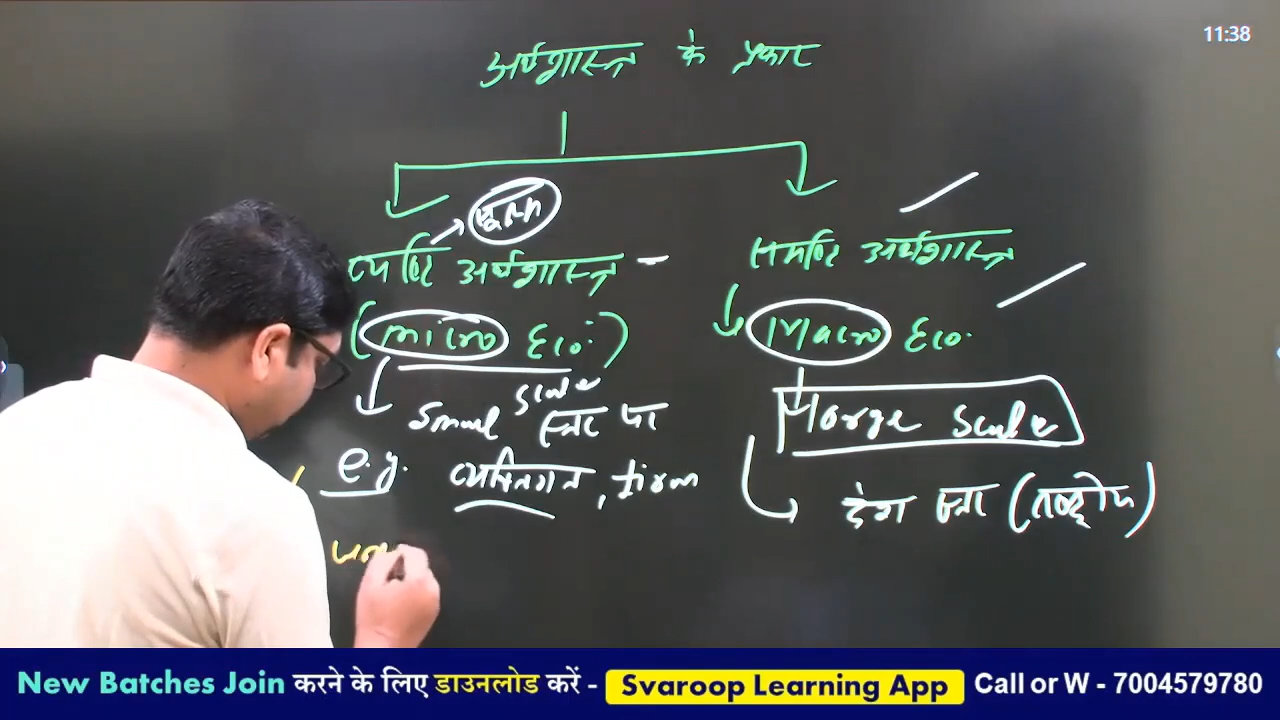 11:38
अर्थशास्त्र के प्रकार
सूक्ष्म
व्यष्टि अर्थशास्त्र -
समष्टि अर्थशास्त्र
(micro Eco.)
Macro Eco.
Small scale स्तर पर
Large Scale
e.g. व्यक्तिगत, firm
देश स्तर (राष्ट्रीय)
New Batches Join करने के लिए डाउनलोड करें - Svaroop Learning App Call or W - 7004579780